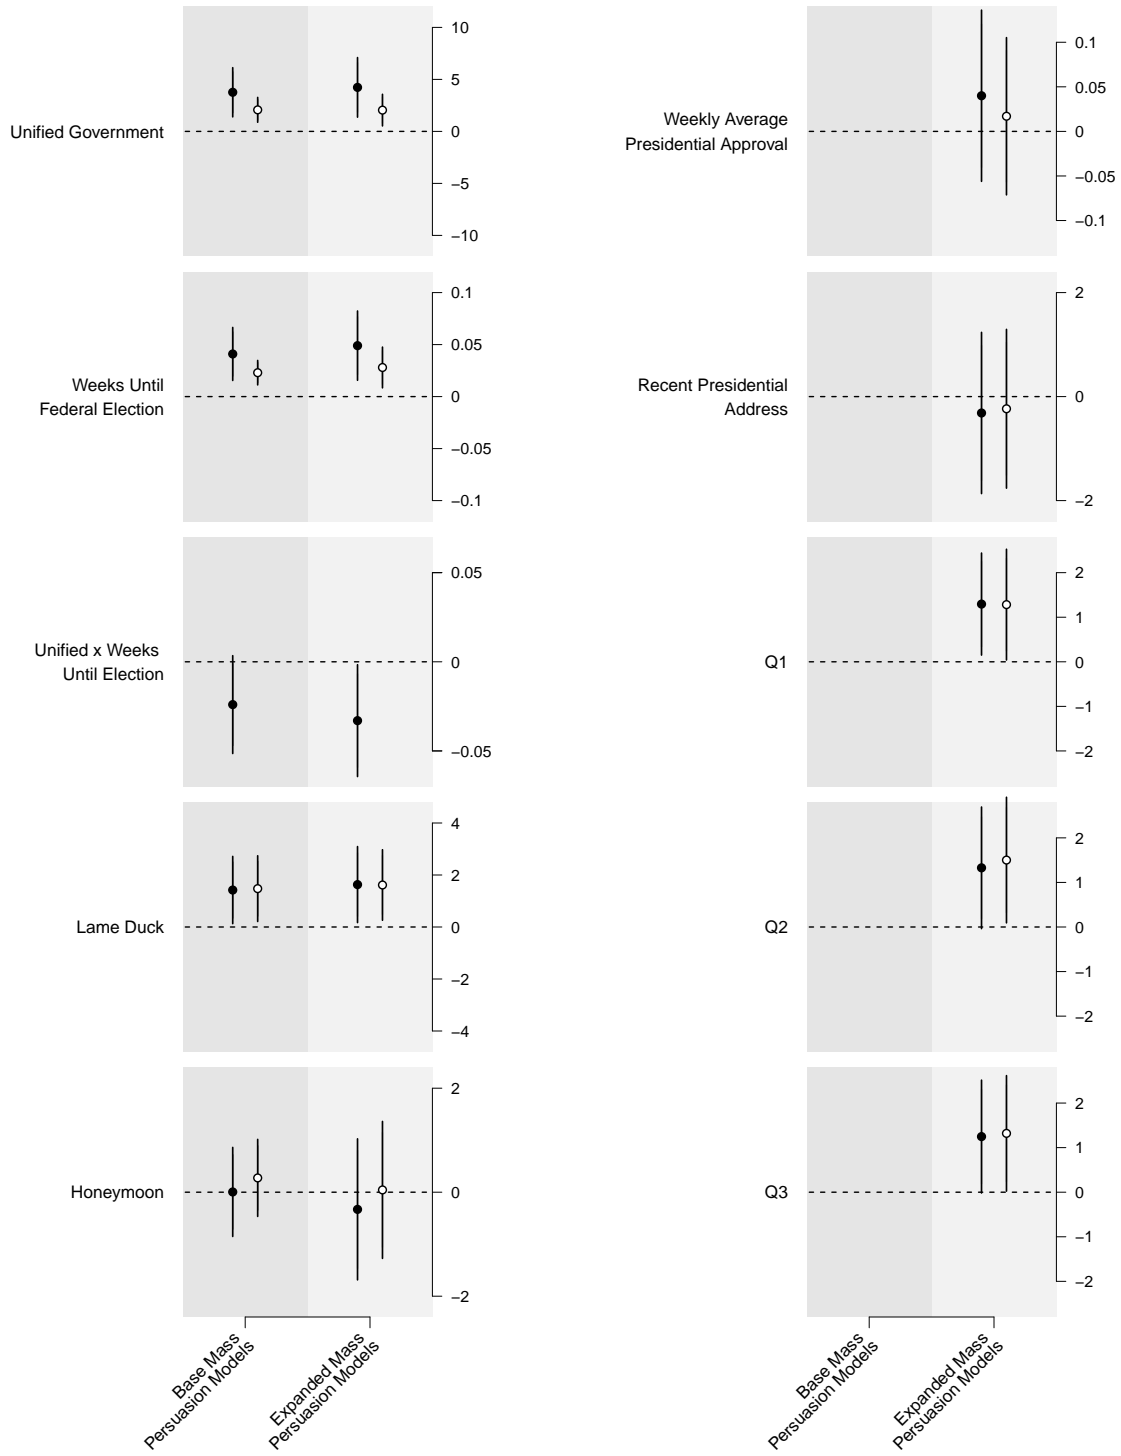 Unified Government
10
5
0
−5
−10
Weeks Until
Federal Election
0.1
0.05
0
−0.05
−0.1
Unified x Weeks
Until Election
0.05
0
−0.05
Lame Duck
4
2
0
−2
−4
Honeymoon
2
0
−2
Base Mass
Persuasion Models
Expanded Mass
Persuasion Models
Weekly Average
Presidential Approval
0.1
0.05
0
−0.05
−0.1
Recent Presidential
Address
2
0
−2
Q1
2
1
0
−1
−2
Q2
2
1
0
−1
−2
Q3
2
1
0
−1
−2
Base Mass
Persuasion Models
Expanded Mass
Persuasion Models